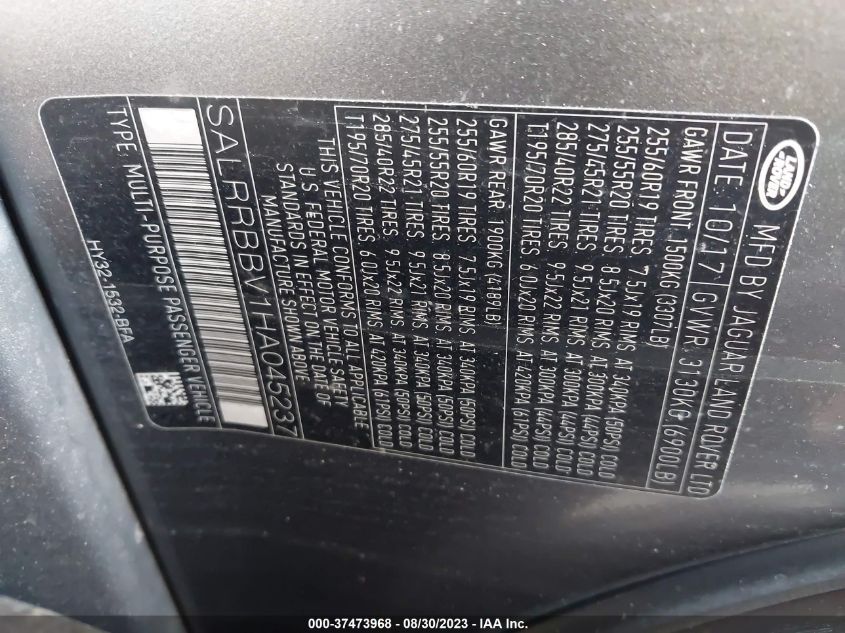 LAND ROVER
MFD BY JAGUAR LAND ROVER LTD
DATE 10/17 GVWR 3130KG (6900LB)
GAWR FRONT 1500KG (3307LB)
255/60R19 TIRES 7.5Jx19 RIMS AT 340KPA (50PSI) COLD
255/55R20 TIRES 8.5Jx20 RIMS AT 300KPA (44PSI) COLD
275/45R21 TIRES 9.5Jx21 RIMS AT 300KPA (44PSI) COLD
285/40R22 TIRES 9.5Jx22 RIMS AT 300KPA (44PSI) COLD
T195/70R20 TIRES 6.0Jx20 RIMS AT 420KPA (61PSI) COLD
GAWR REAR 1900KG (4189LB)
255/60R19 TIRES 7.5Jx19 RIMS AT 340KPA (50PSI) COLD
255/55R20 TIRES 8.5Jx20 RIMS AT 340KPA (50PSI) COLD
275/45R21 TIRES 9.5Jx21 RIMS AT 340KPA (50PSI) COLD
285/40R22 TIRES 9.5Jx22 RIMS AT 340KPA (50PSI) COLD
T195/70R20 TIRES 6.0Jx20 RIMS AT 420KPA (61PSI) COLD
THIS VEHICLE CONFORMS TO ALL APPLICABLE
U.S. FEDERAL MOTOR VEHICLE SAFETY
STANDARDS IN EFFECT ON THE DATE OF
MANUFACTURE SHOWN ABOVE
SALRRBBV1HA045237
TYPE: MULTI-PURPOSE PASSENGER VEHICLE
HY32-1532-BFA
000-37473968 - 08/30/2023 - IAA Inc.